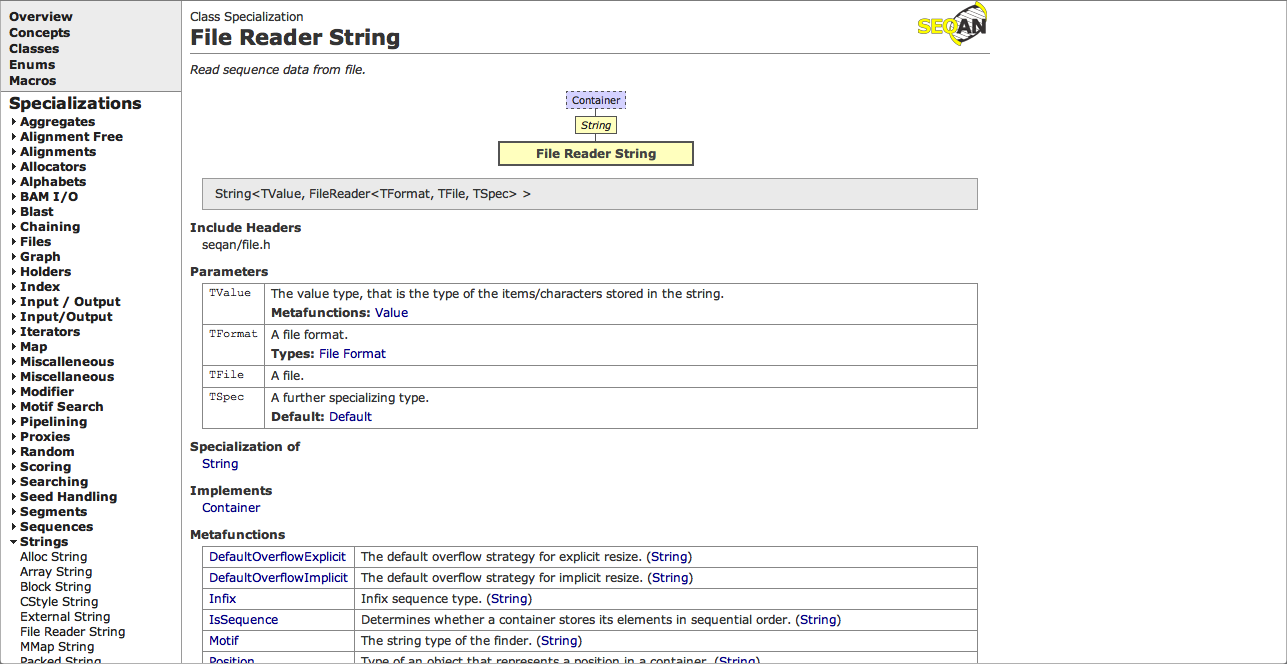 Overview
Concepts
Classes
Enums
Macros
Specializations
Aggregates
Alignment Free
Alignments
Allocators
Alphabets
BAM I/O
Blast
Chaining
Files
Graph
Holders
Index
Input / Output
Input/Output
Iterators
Map
Miscalleneous
Miscellaneous
Modifier
Motif Search
Pipelining
Proxies
Random
Scoring
Searching
Seed Handling
Segments
Sequences
Strings
Alloc String
Array String
Block String
CStyle String
External String
File Reader String
MMap String
Packed String
Class Specialization
File Reader String
SEQAN
Read sequence data from file.
Container
String
File Reader String
String<TValue, FileReader<TFormat, TFile, TSpec> >
Include Headers
seqan/file.h
Parameters
TValue The value type, that is the type of the items/characters stored in the string.
Metafunctions: Value
TFormat A file format.
Types: File Format
TFile A file.
TSpec A further specializing type.
Default: Default
Specialization of
String
Implements
Container
Metafunctions
DefaultOverflowExplicit The default overflow strategy for explicit resize. (String)
DefaultOverflowImplicit The default overflow strategy for implicit resize. (String)
Infix Infix sequence type. (String)
IsSequence Determines whether a container stores its elements in sequential order. (String)
Motif The string type of the finder. (String)
Position Type of an object that represents a position in a container. (String)